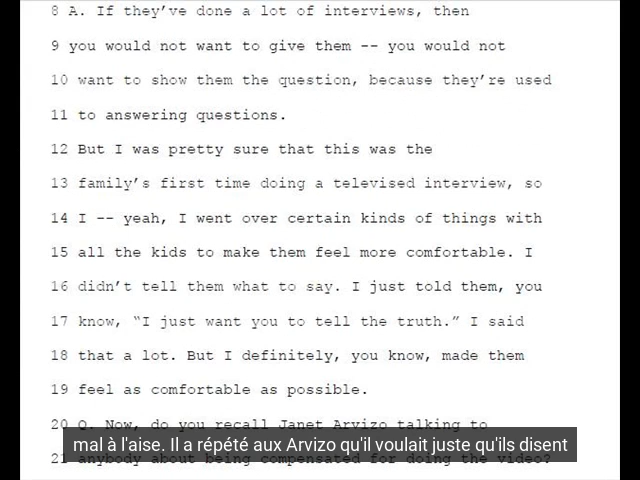 8 A. If they've done a lot of interviews, then
9 you would not want to give them -- you would not
10 want to show them the question, because they're used
11 to answering questions.
12 But I was pretty sure that this was the
13 family's first time doing a televised interview, so
14 I -- yeah, I went over certain kinds of things with
15 all the kids to make them feel more comfortable. I
16 didn't tell them what to say. I just told them, you
17 know, “I just want you to tell the truth.” I said
18 that a lot. But I definitely, you know, made them
19 feel as comfortable as possible.
20 Q. Now, do you recall Janet Arvizo talking to
mal à l'aise. Il a répété aux Arvizo qu'il voulait juste qu'ils disent
21 anybody about being compensated for doing the video?